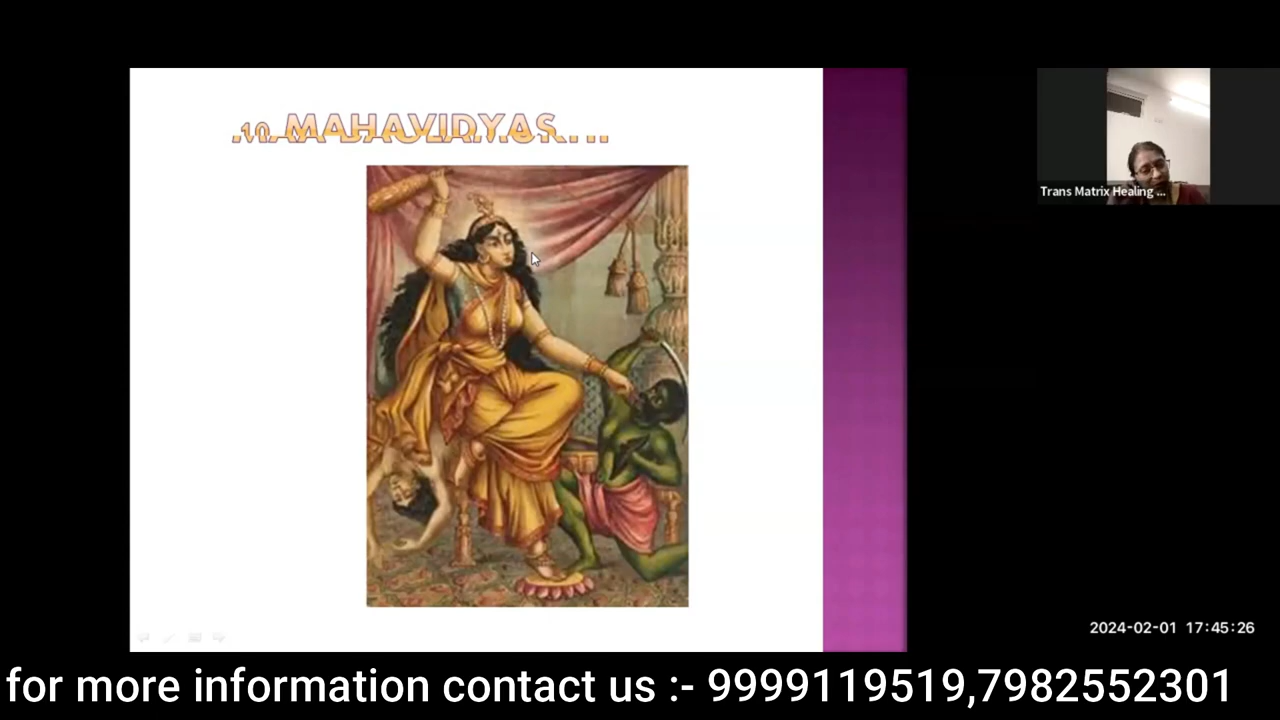 .10. MAHAVIDYAS...
Trans Matrix Healing ...
2024-02-01 17:45:26
for more information contact us :- 9999119519,7982552301